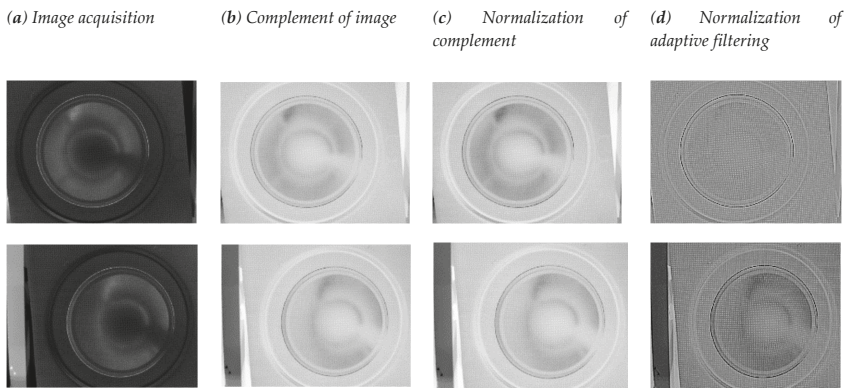 (a) Image acquisition
(b) Complement of image
(c) Normalization of
complement
(d) Normalization of
adaptive filtering